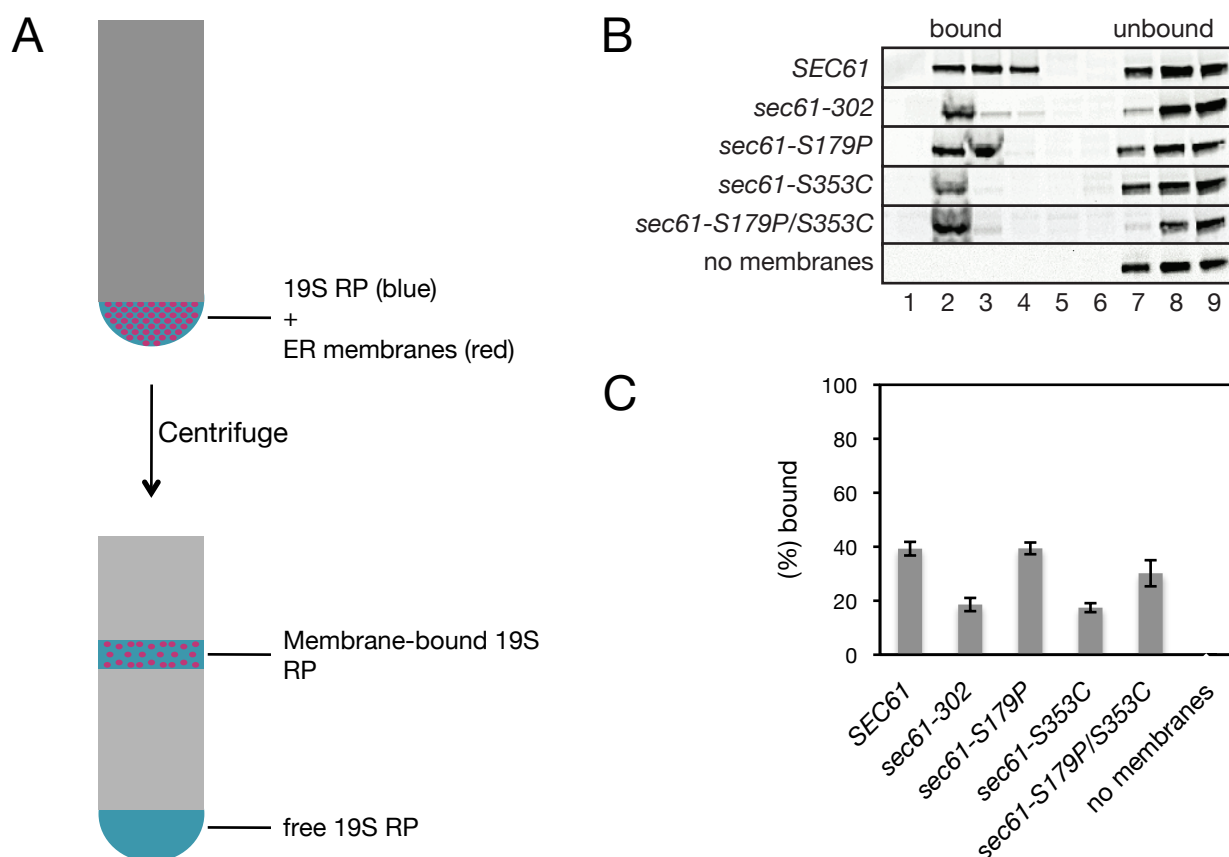 A
19S RP (blue)
+
ER membranes (red)
Centrifuge
Membrane-bound 19S
RP
free 19S RP
B
bound unbound
SEC61
sec61-302
sec61-S179P
sec61-S353C
sec61-S179P/S353C
no membranes
1 2 3 4 5 6 7 8 9
C
(%) bound
100
80
60
40
20
0
SEC61
sec61-302
sec61-S179P
sec61-S353C
sec61-S179P/S353C
no membranes